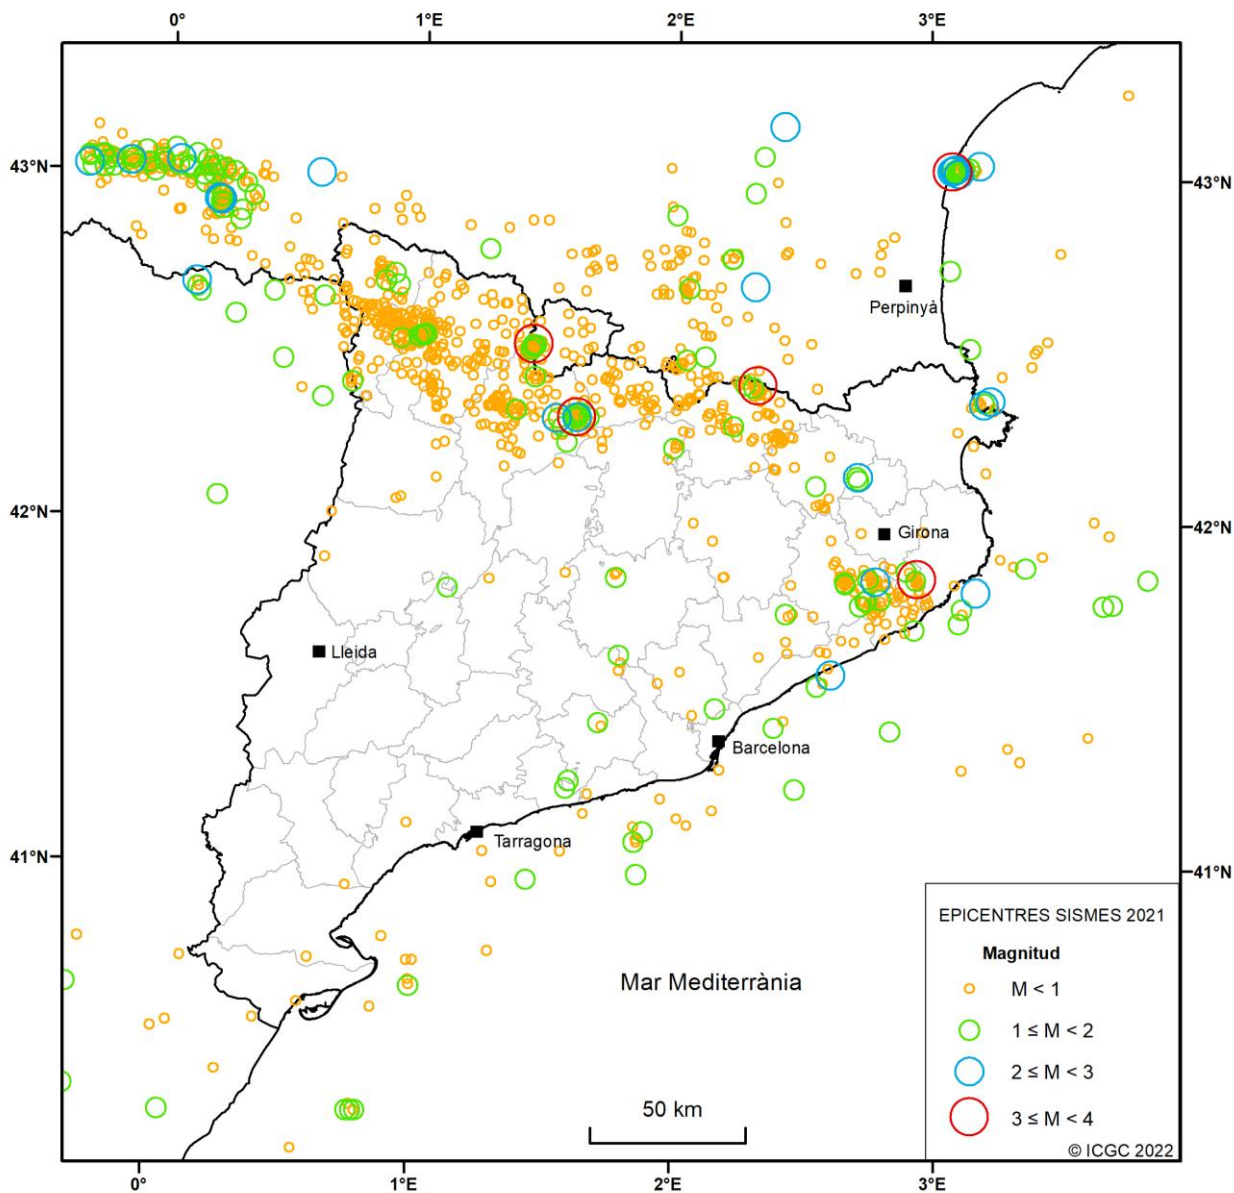 0° 1°E 2°E 3°E
43°N 43°N
Perpinyà
42°N 42°N
Girona
Lleida
Barcelona
Tarragona
41°N 41°N
EPICENTRES SISMES 2021
Magnitud
Mar Mediterrània
M < 1
1 ≤ M < 2
2 ≤ M < 3
50 km
3 ≤ M < 4
© ICGC 2022
0° 1°E 2°E 3°E